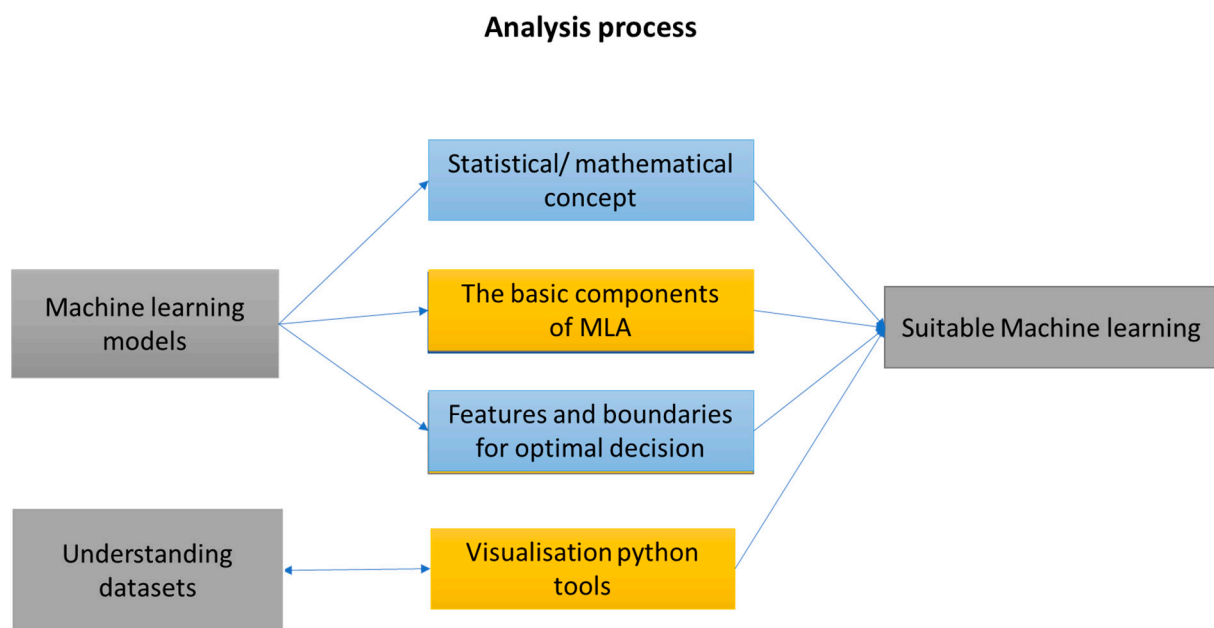 Analysis process
Statistical/ mathematical
concept
Machine learning
models
The basic components
of MLA
Suitable Machine learning
Features and boundaries
for optimal decision
Understanding
datasets
Visualisation python
tools